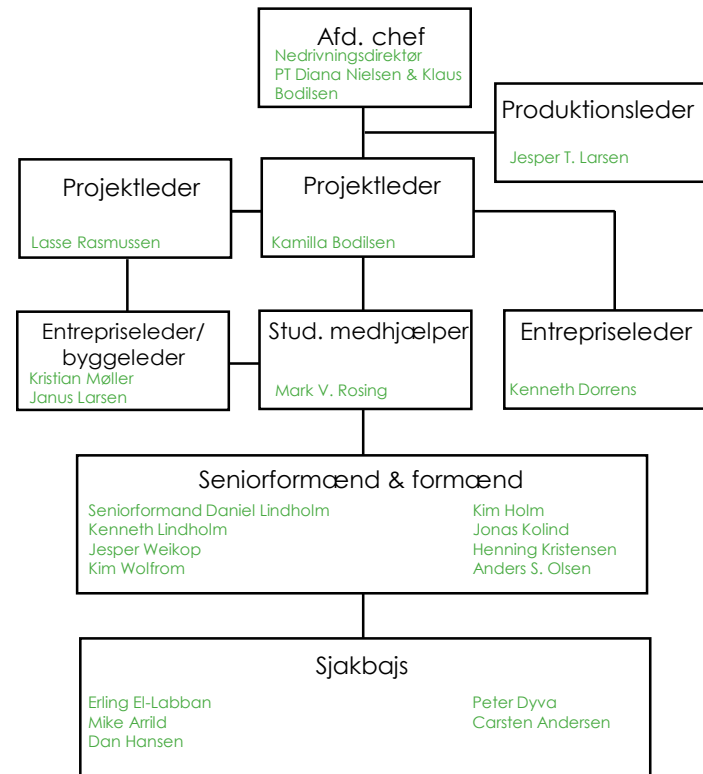 Afd. chef
Nedrivningsdirektør
PT Diana Nielsen & Klaus
Bodilsen
Produktionsleder
Jesper T. Larsen
Projektleder
Lasse Rasmussen
Projektleder
Kamilla Bodilsen
Entrepriseleder/
byggeleder
Kristian Møller
Janus Larsen
Stud. medhjælper
Mark V. Rosing
Entrepriseleder
Kenneth Dorrens
Seniorformænd & formænd
Seniorformand Daniel Lindholm
Kenneth Lindholm
Jesper Weikop
Kim Wolfrom
Kim Holm
Jonas Kolind
Henning Kristensen
Anders S. Olsen
Sjakbajs
Erling El-Labban
Mike Arrild
Dan Hansen
Peter Dyva
Carsten Andersen